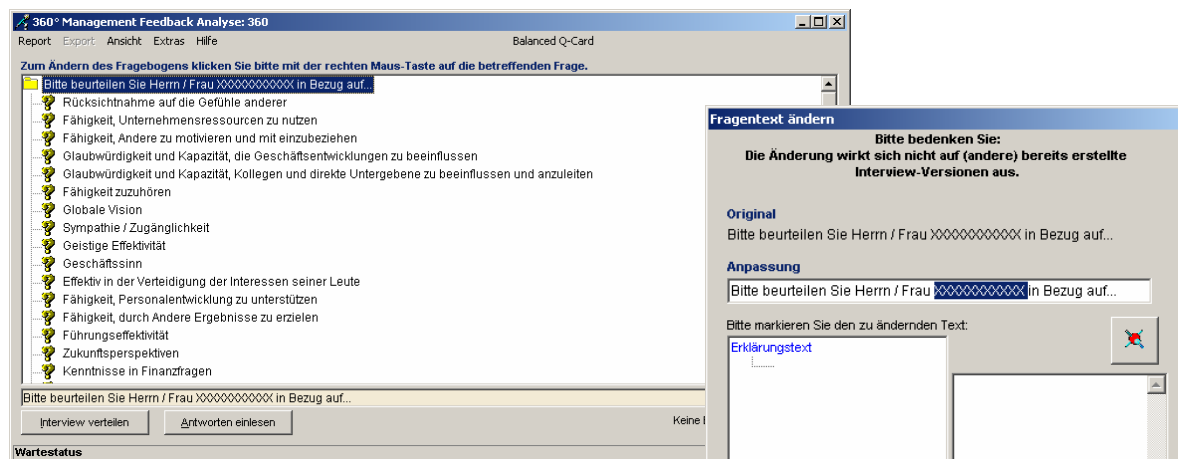 360° Management Feedback Analyse: 360
Report Export Ansicht Extras Hilfe Balanced Q-Card
Zum Ändern des Fragebogens klicken Sie bitte mit der rechten Maus-Taste auf die betreffenden Frage.
Bitte beurteilen Sie Herrn / Frau XXXXXXXXXXX in Bezug auf...
Rücksichtnahme auf die Gefühle anderer
Fähigkeit, Unternehmensressourcen zu nutzen
Fähigkeit, Andere zu motivieren und mit einzubeziehen
Glaubwürdigkeit und Kapazität, die Geschäftsentwicklungen zu beeinflussen
Glaubwürdigkeit und Kapazität, Kollegen und direkte Untergebene zu beeinflussen und anzuleiten
Fähigkeit zuzuhören
Globale Vision
Sympathie / Zugänglichkeit
Geistige Effektivität
Geschäftssinn
Effektiv in der Verteidigung der Interessen seiner Leute
Fähigkeit, Personalentwicklung zu unterstützen
Fähigkeit, durch Andere Ergebnisse zu erzielen
Führungseffektivität
Zukunftsperspektiven
Kenntnisse in Finanzfragen
Bitte beurteilen Sie Herrn / Frau XXXXXXXXXXX in Bezug auf...
Interview verteilen Antworten einlesen Keine
Wartestatus
Fragentext ändern
Bitte bedenken Sie:
Die Änderung wirkt sich nicht auf (andere) bereits erstellte
Interview-Versionen aus.
Original
Bitte beurteilen Sie Herrn / Frau XXXXXXXXXXX in Bezug auf...
Anpassung
Bitte beurteilen Sie Herrn / Frau XXXXXXXXXXX in Bezug auf...
Bitte markieren Sie den zu ändernden Text:
Erklärungstext